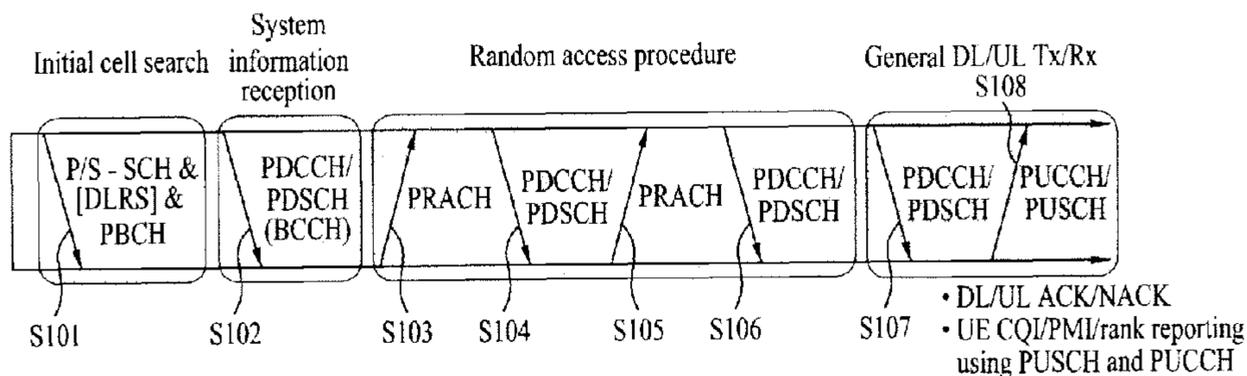 Initial cell search
System
information
reception
Random access procedure
General DL/UL Tx/Rx
S108
P/S - SCH &
[DLRS] &
PBCH
PDCCH/
PDSCH
(BCCH)
PRACH
PDCCH/
PDSCH
PRACH
PDCCH/
PDSCH
PDCCH/
PDSCH
PUCCH/
PUSCH
S101
S102
S103
S104
S105
S106
S107
• DL/UL ACK/NACK
• UE CQI/PMI/rank reporting
using PUSCH and PUCCH